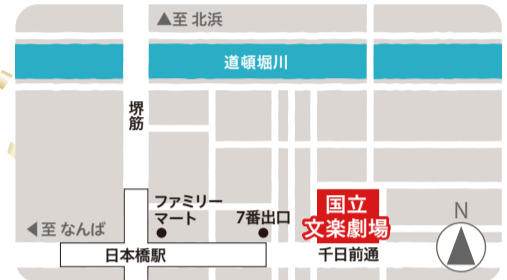 ▲至 北浜
道頓堀川
堺筋
ファミリー
マート
7番出口
国立
文楽劇場
N
◀至 なんば
日本橋駅
千日前通